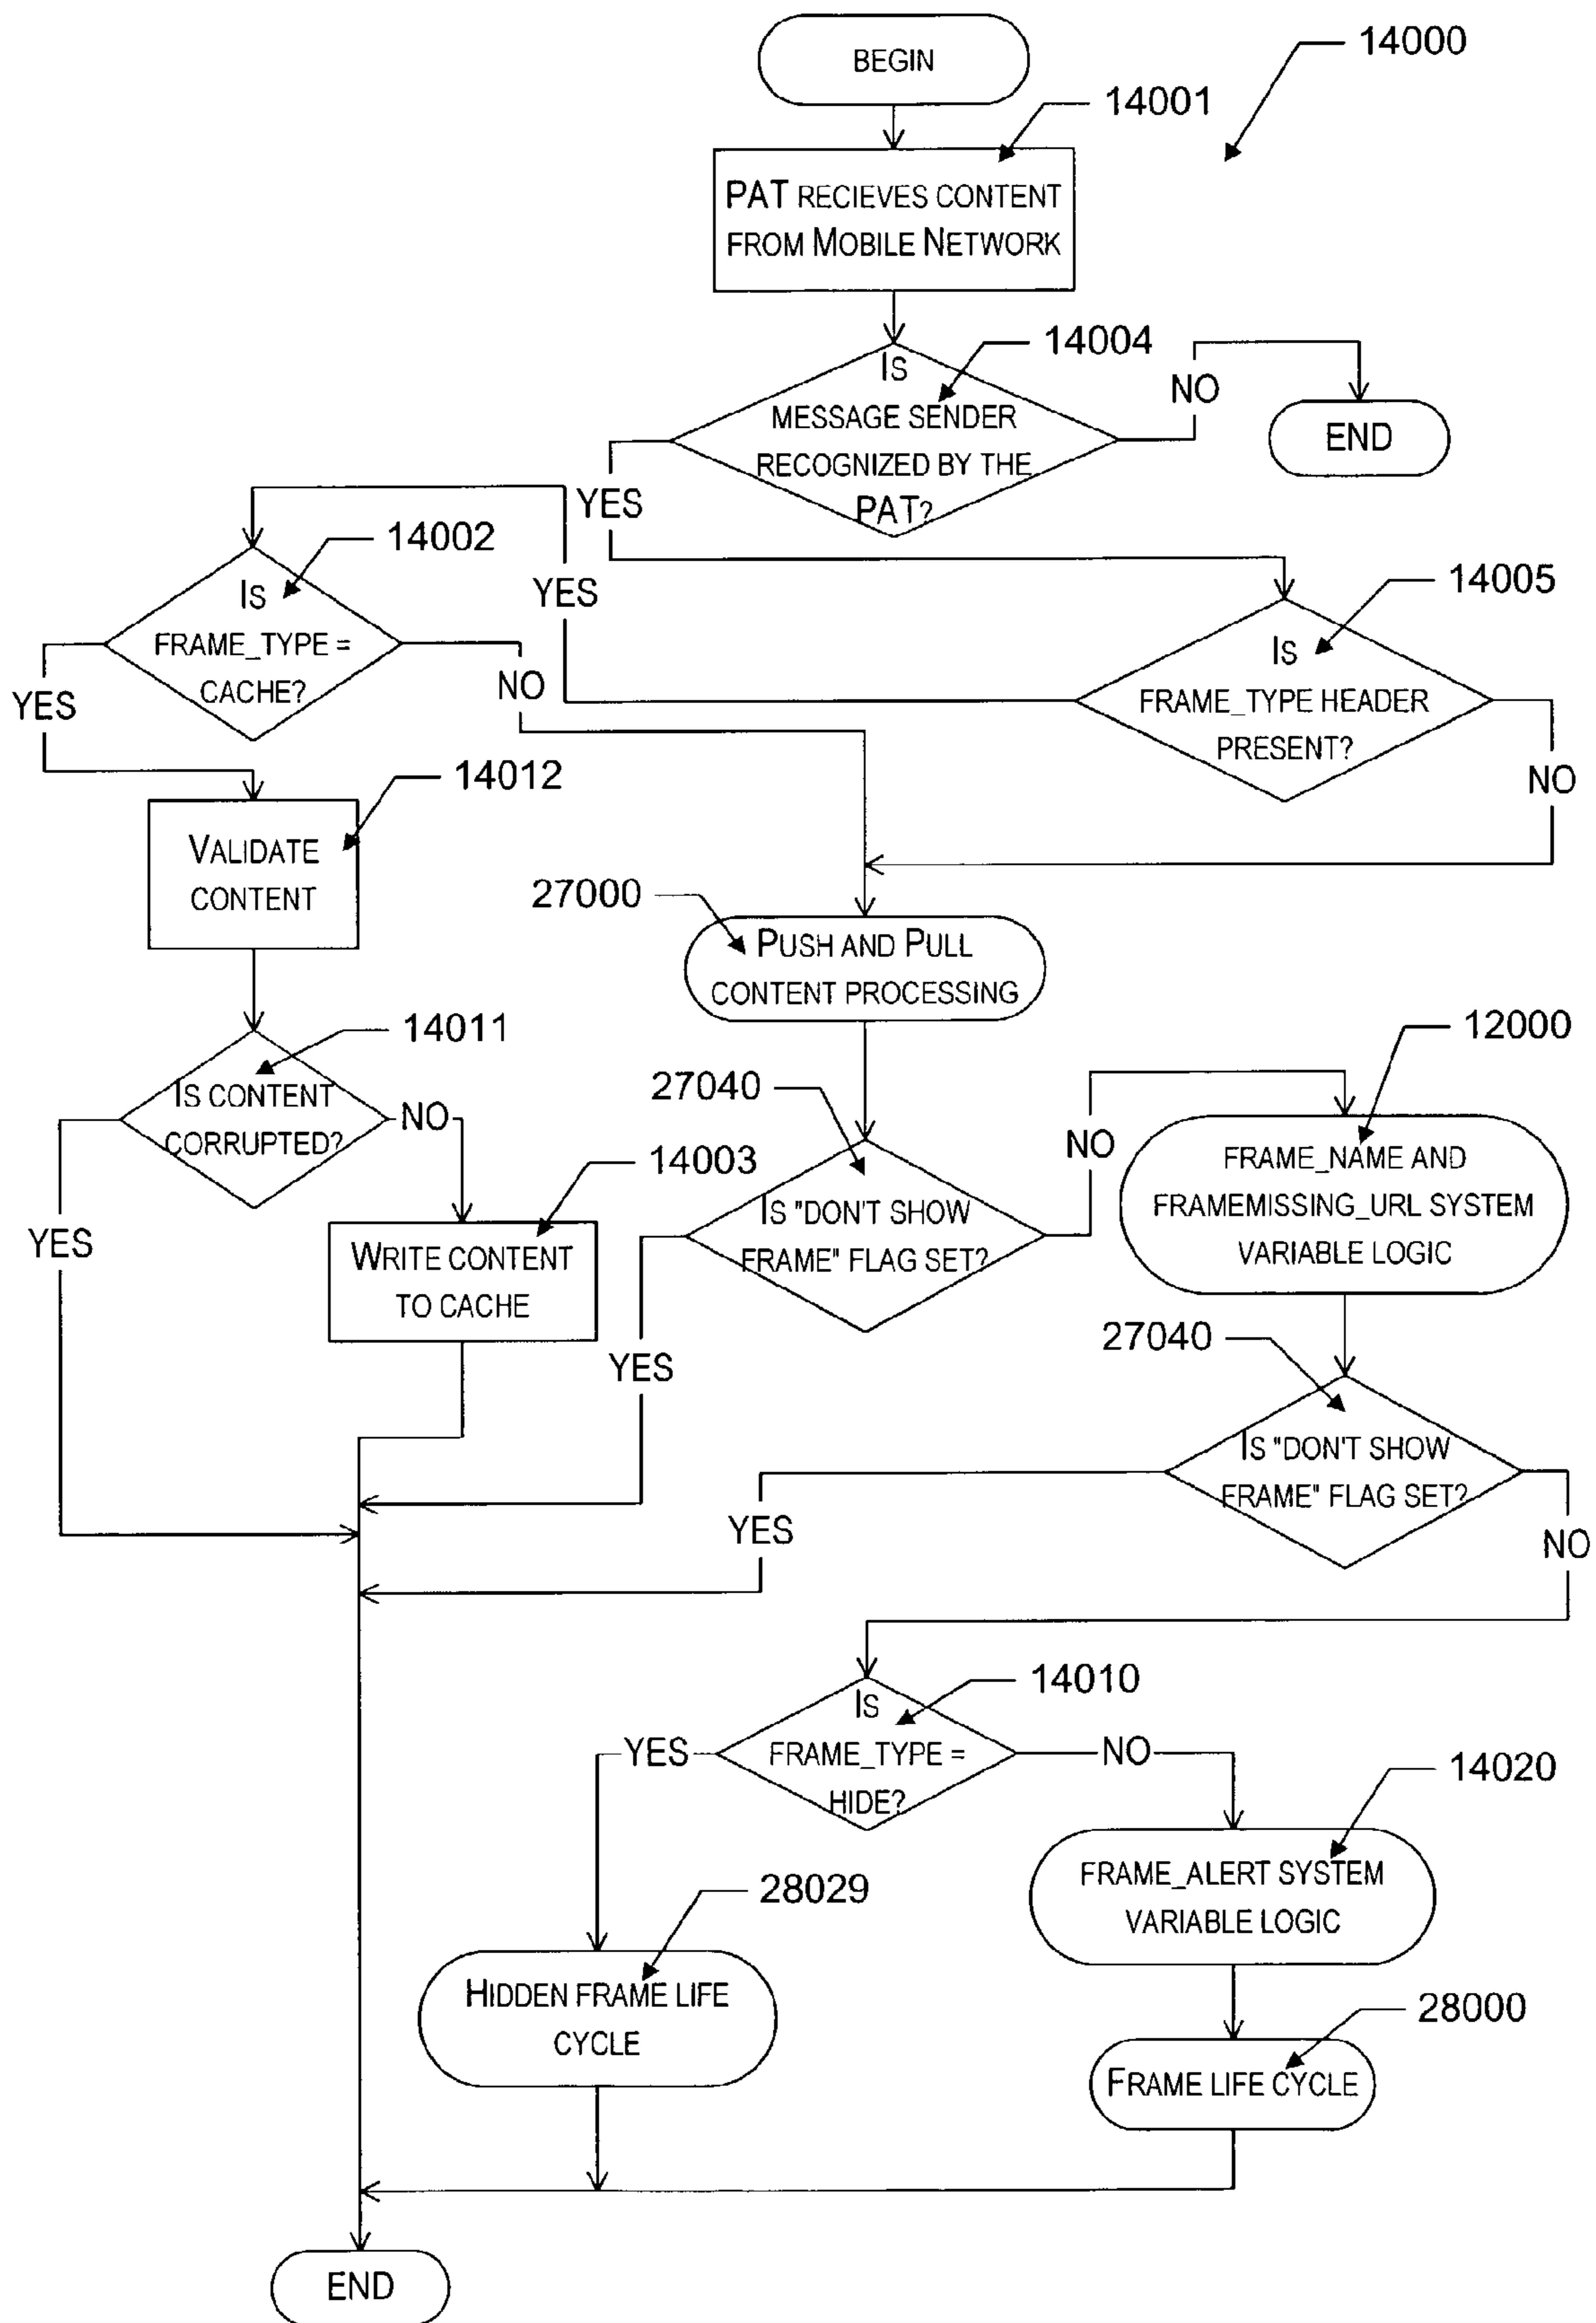 BEGIN
14000
14001
PAT RECIEVES CONTENT
FROM MOBILE NETWORK
14004
IS
MESSAGE SENDER
RECOGNIZED BY THE
PAT?
NO
END
YES
14002
IS
FRAME_TYPE =
CACHE?
YES
NO
YES
14005
IS
FRAME_TYPE HEADER
PRESENT?
NO
14012
VALIDATE
CONTENT
27000
PUSH AND PULL
CONTENT PROCESSING
14011
IS CONTENT
CORRUPTED?
NO
YES
14003
WRITE CONTENT
TO CACHE
27040
IS "DON'T SHOW
FRAME" FLAG SET?
NO
YES
12000
FRAME_NAME AND
FRAMEMISSING_URL SYSTEM
VARIABLE LOGIC
27040
IS "DON'T SHOW
FRAME" FLAG SET?
YES
NO
14010
IS
FRAME_TYPE =
HIDE?
YES
NO
14020
FRAME_ALERT SYSTEM
VARIABLE LOGIC
28029
HIDDEN FRAME LIFE
CYCLE
28000
FRAME LIFE CYCLE
END